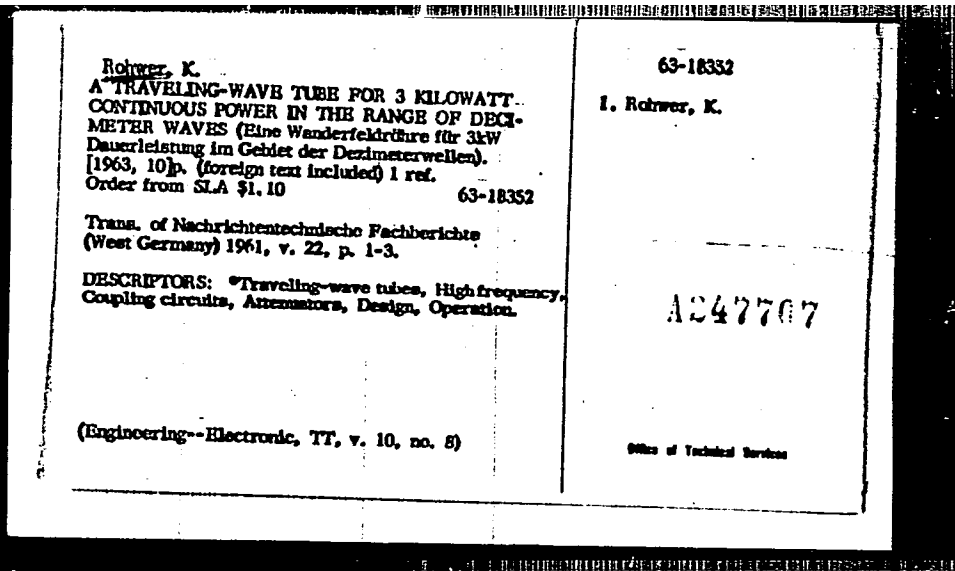 Rohwer, K.
A TRAVELING-WAVE TUBE FOR 3 KILOWATT
CONTINUOUS POWER IN THE RANGE OF DECI-
METER WAVES (Eine Wanderfeldröhre für 3kW
Dauerleistung im Gebiet der Dezimeterwellen).
[1963, 10]p. (foreign text included) 1 ref.
Order from SLA $1.10 63-18352
Trans. of Nachrichtentechnische Fachberichte
(West Germany) 1961, v. 22, p. 1-3.
DESCRIPTORS: *Traveling-wave tubes, High frequency,
Coupling circuits, Attenuators, Design, Operation.
(Engineering--Electronic, TT, v. 10, no. 8)
63-18352
1. Rohwer, K.
A247707
Office of Technical Services